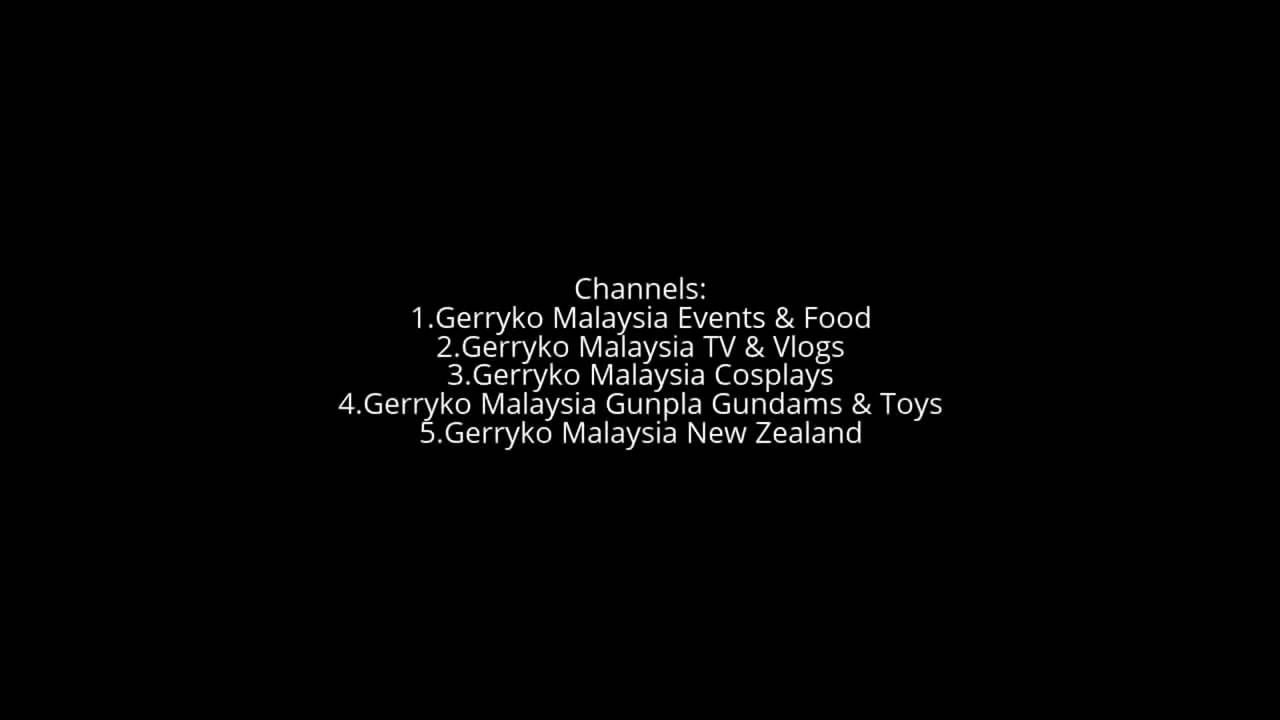 Channels:
1.Gerryko Malaysia Events & Food
2.Gerryko Malaysia TV & Vlogs
3.Gerryko Malaysia Cosplays
4.Gerryko Malaysia Gunpla Gundams & Toys
5.Gerryko Malaysia New Zealand